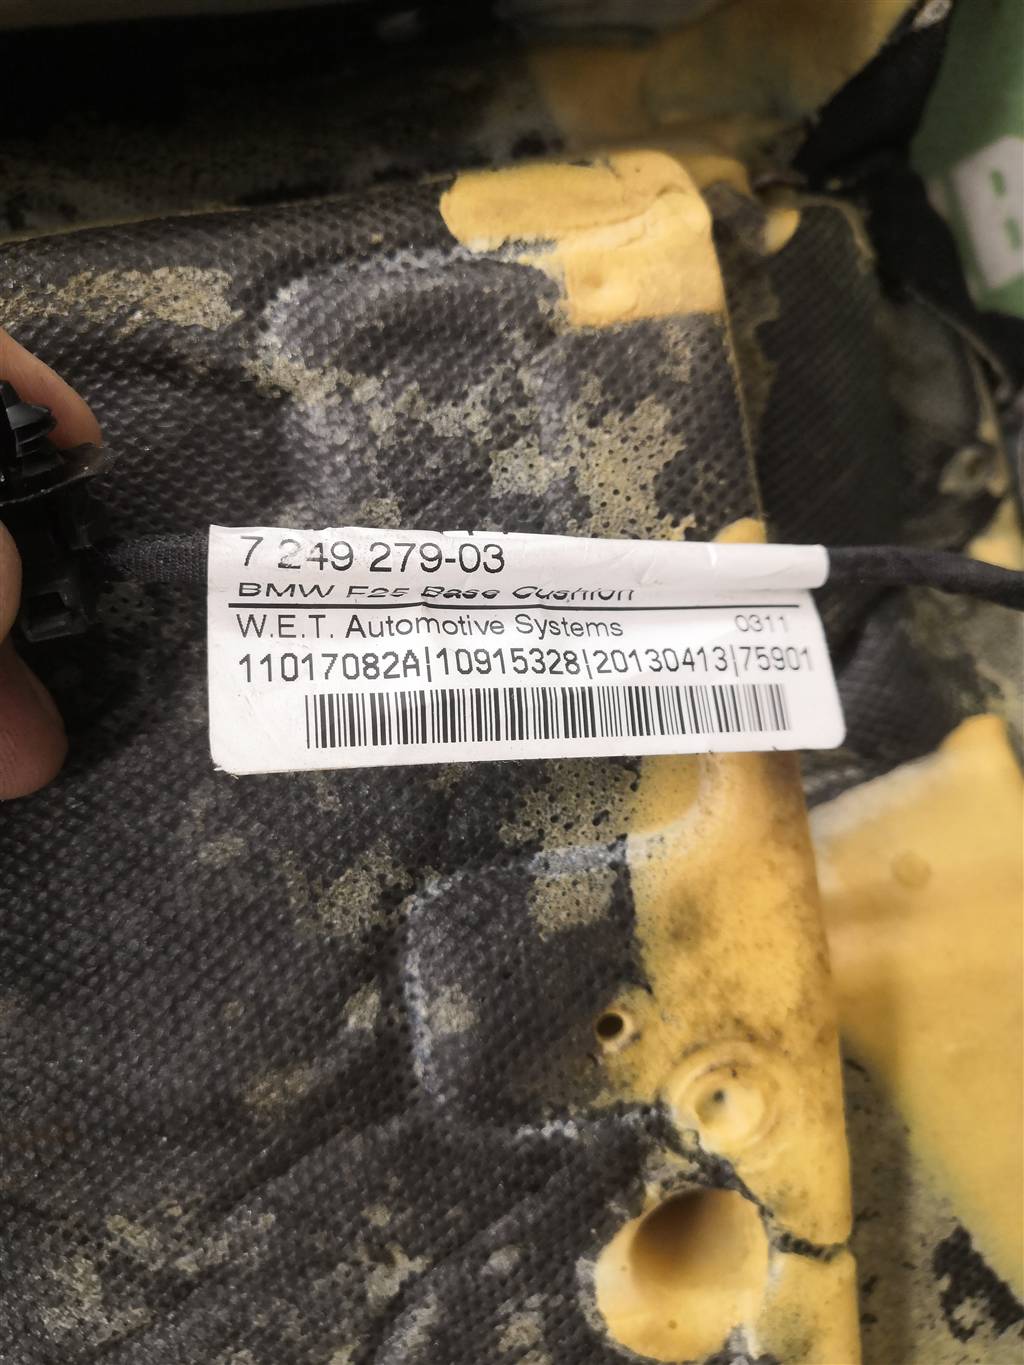 7 249 279-03
BMW F25 Base Cushion
W.E.T. Automotive Systems 0311
11017082A|10915328|20130413|75901